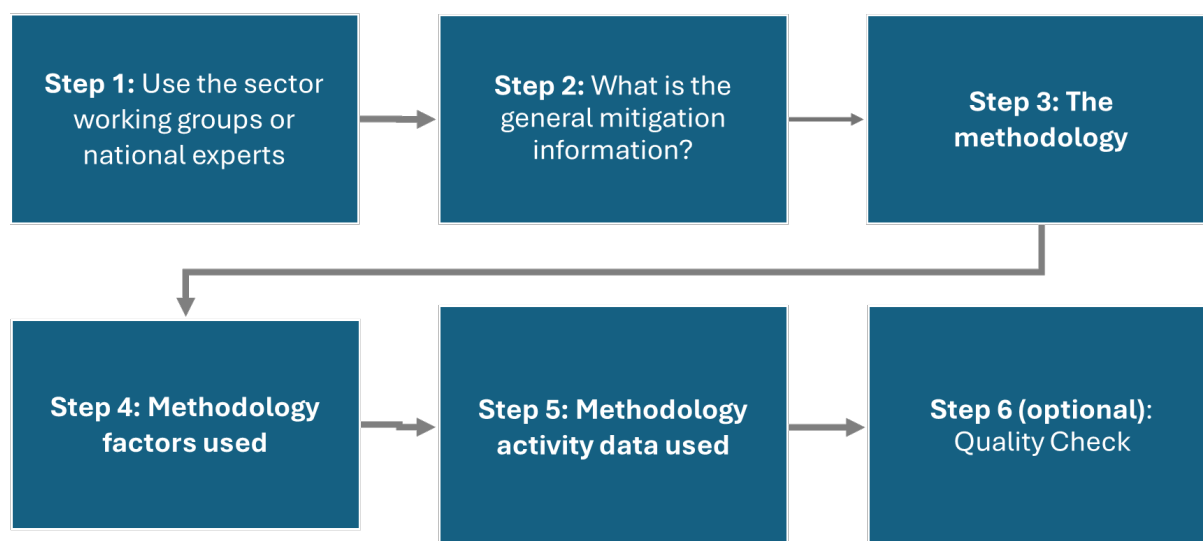 Step 1: Use the sector
working groups or
national experts
Step 2: What is the
general mitigation
information?
Step 3: The
methodology
Step 4: Methodology
factors used
Step 5: Methodology
activity data used
Step 6 (optional):
Quality Check